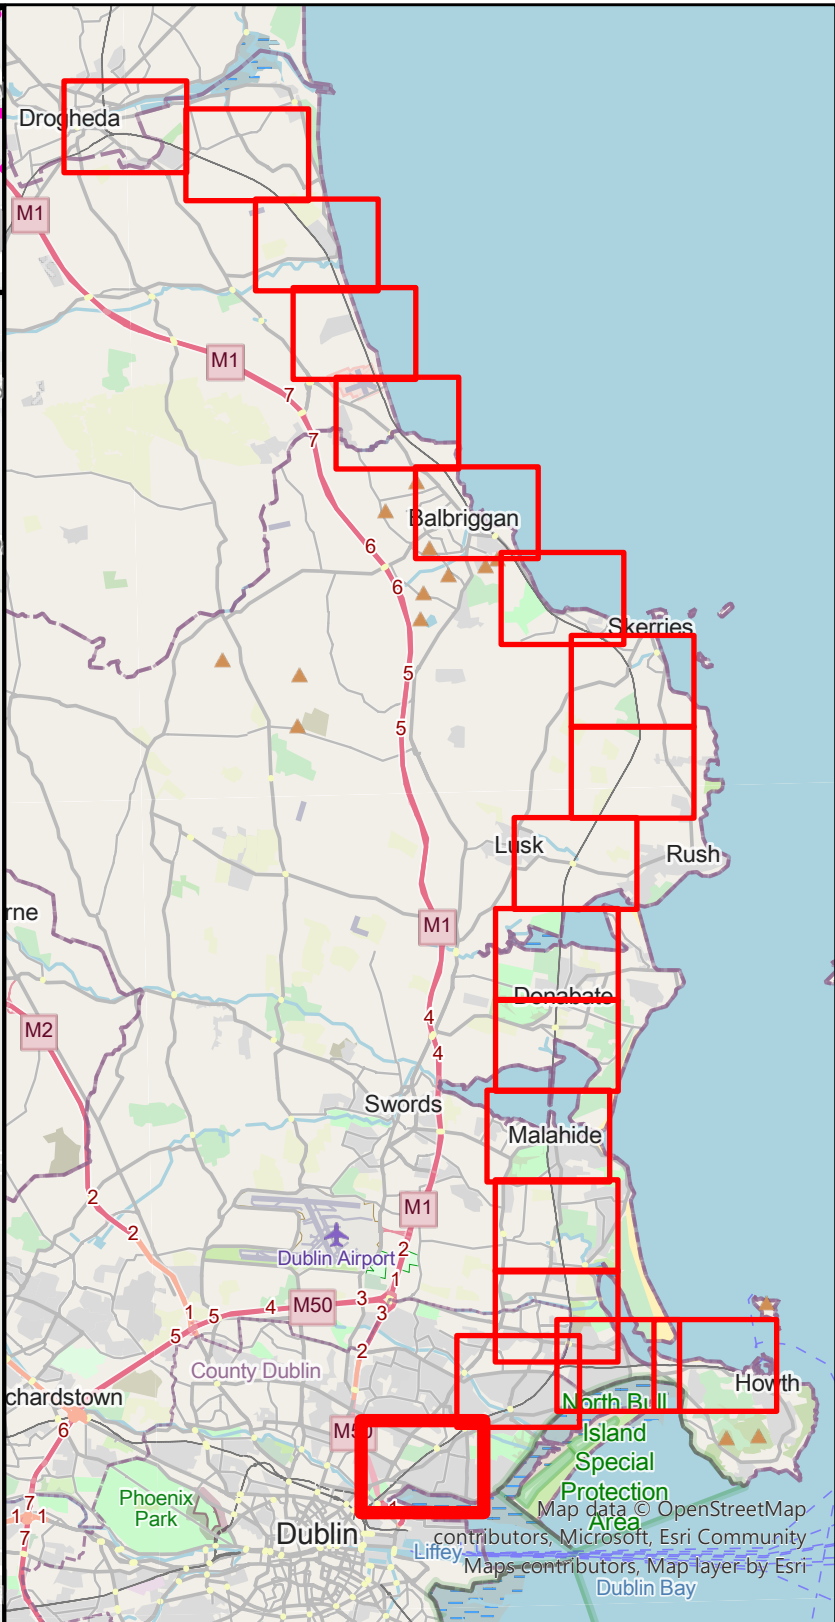 Drogheda
M1
M1
7
7
Balbriggan
6
6
Skerries
5
5
Lusk
Rush
rne
M1
Donabate
M2
4
4
Swords
Malahide
2
M1
2
Dublin Airport
2
1
1
5
4
M50
3
3
5
2
County Dublin
chardstown
Howth
6
M50
North Bull
Island
Special
Protection
Area
Phoenix
Park
7
1
1
7
1
Dublin
Liffey
Map data © OpenStreetMap
contributors, Microsoft, Esri Community
Maps contributors, Map layer by Esri
Dublin Bay